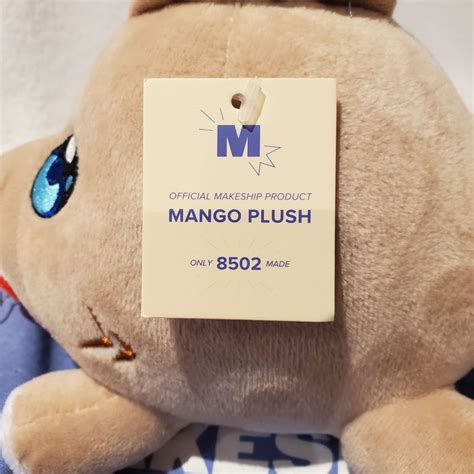 M
OFFICIAL MAKESHIP PRODUCT
MANGO PLUSH
ONLY 8502 MADE